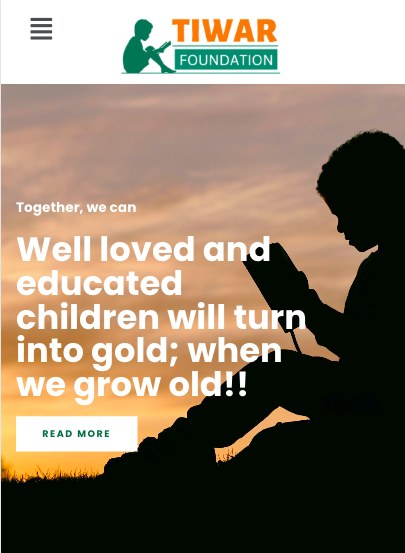 TIWAR
FOUNDATION
Together, we can
Well loved and
educated
children will turn
into gold; when
we grow old!!
READ MORE